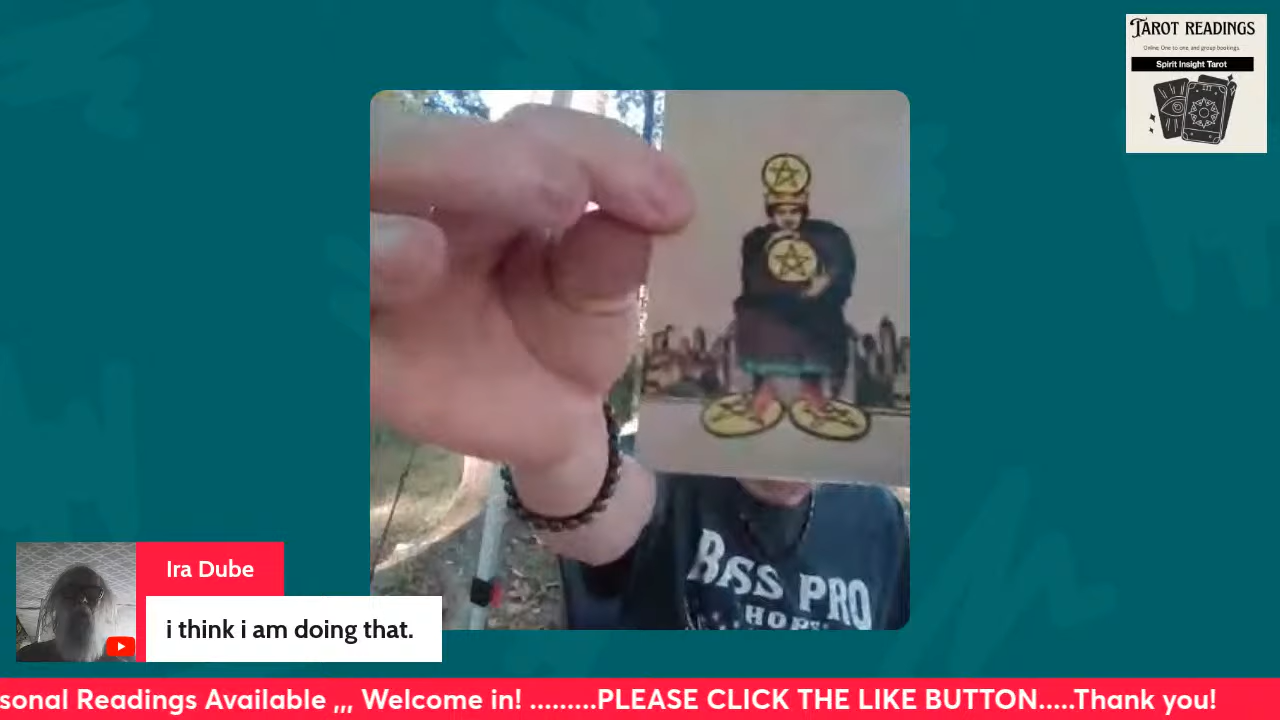 TAROT READINGS
Online, One to one, and group bookings.
Spirit Insight Tarot
BASS PRO
Ira Dube
i think i am doing that.
sonal Readings Available ,,, Welcome in! .........PLEASE CLICK THE LIKE BUTTON.....Thank you!